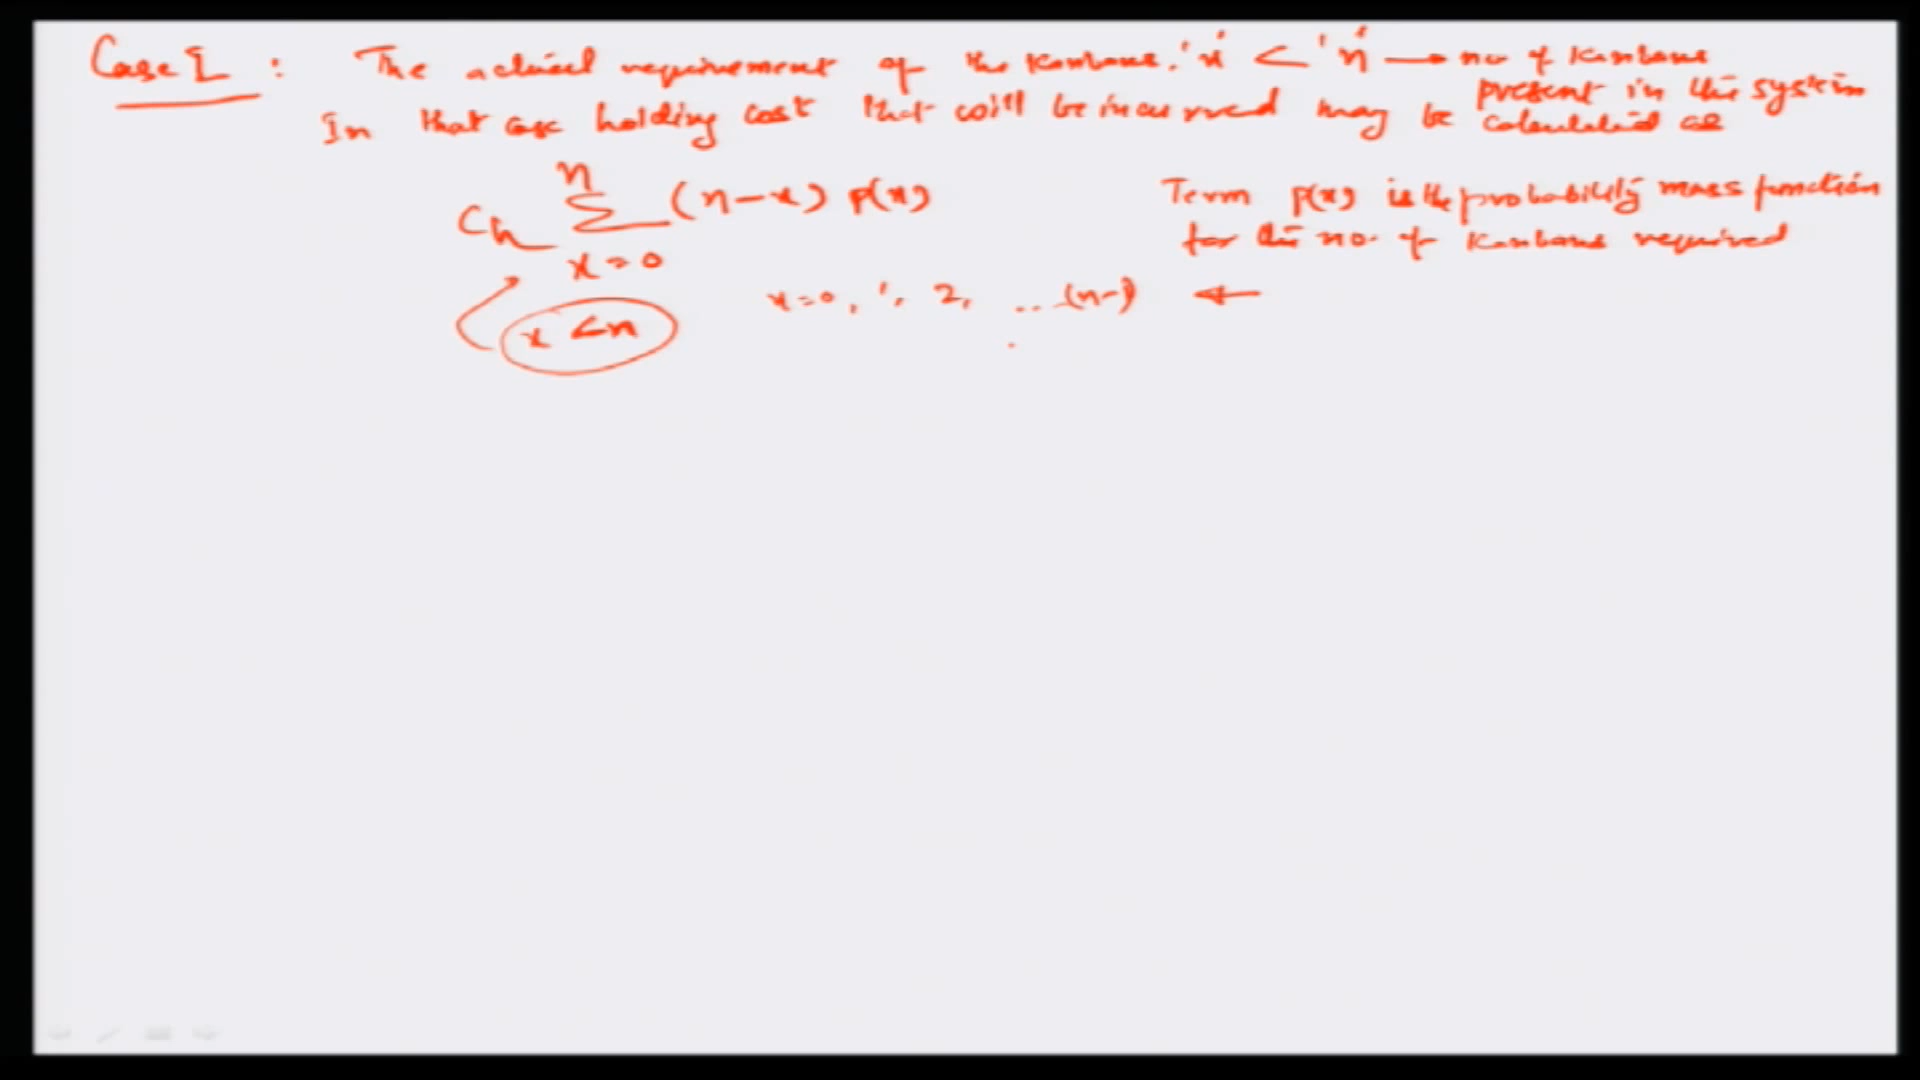 Case I : The actual requirement of the Kanbans. 'x' < 'n' → no of Kanbans
present in the system
In that case holding cost that will be incurred may be calculated as
n
Ch Σ (n-x) p(x)
x=0
Term p(x) is the probability mass function
for the no. of Kanbans required
x=0, 1, 2, ...(n-1) ←
x <n